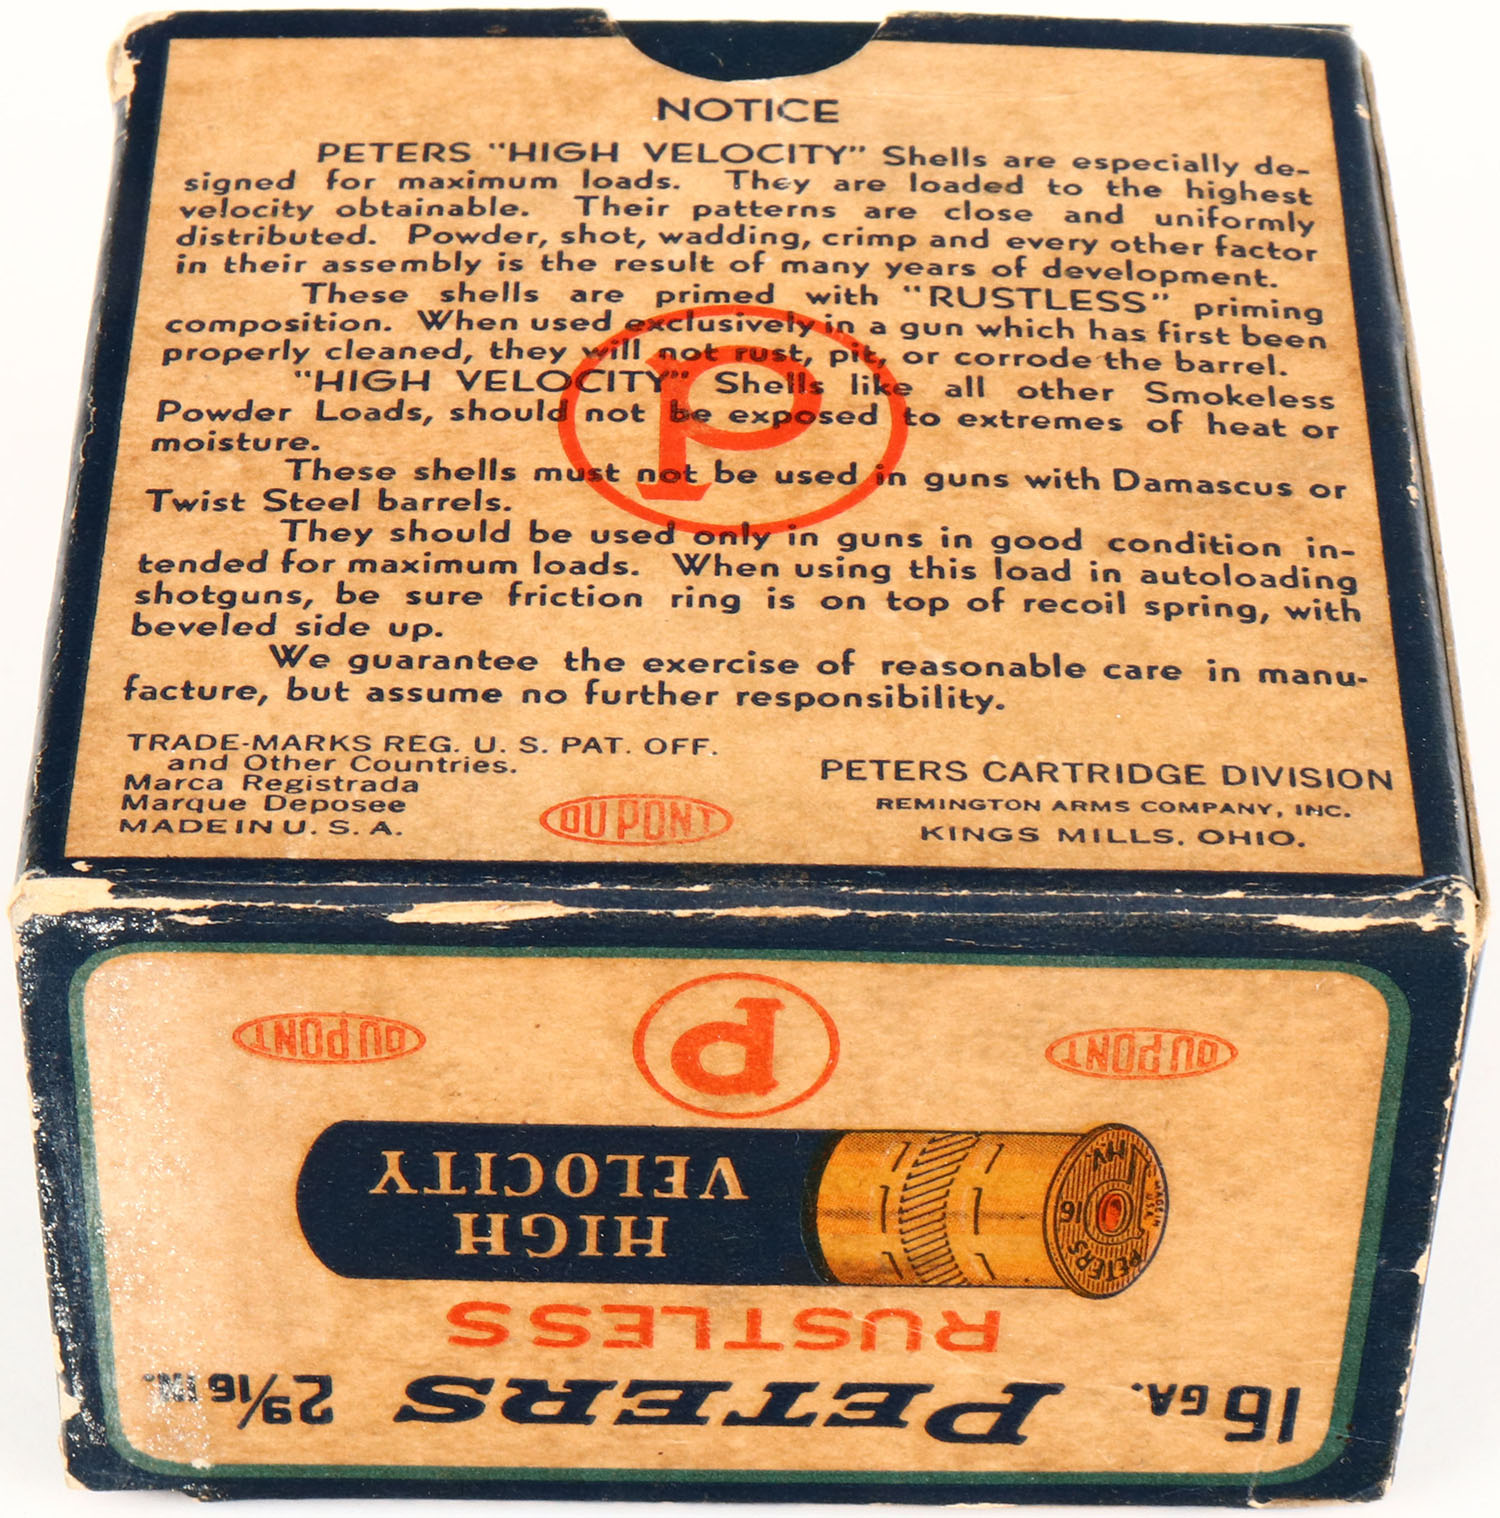 NOTICE
PETERS "HIGH VELOCITY" Shells are especially de-
signed for maximum loads. They are loaded to the highest
velocity obtainable. Their patterns are close and uniformly
distributed. Powder, shot, wadding, crimp and every other factor
in their assembly is the result of many years of development.
These shells are primed with "RUSTLESS" priming
composition. When used exclusively in a gun which has first been
properly cleaned, they will not rust, pit, or corrode the barrel.
"HIGH VELOCITY" Shells like all other Smokeless
Powder Loads, should not be exposed to extremes of heat or
moisture.
These shells must not be used in guns with Damascus or
Twist Steel barrels.
They should be used only in guns in good condition in-
tended for maximum loads. When using this load in autoloading
shotguns, be sure friction ring is on top of recoil spring, with
beveled side up.
We guarantee the exercise of reasonable care in manu-
facture, but assume no further responsibility.
P
TRADE-MARKS REG. U. S. PAT. OFF.
and Other Countries.
Marca Registrada
Marque Deposee
MADE IN U. S. A.
DU PONT
PETERS CARTRIDGE DIVISION
REMINGTON ARMS COMPANY, INC.
KINGS MILLS, OHIO.
16 GA. PETERS 2 9/16 IN.
RUSTLESS
HIGH
VELOCITY
PETERS
16
HV
MADE IN
U.S.A.
DU PONT
P
DU PONT